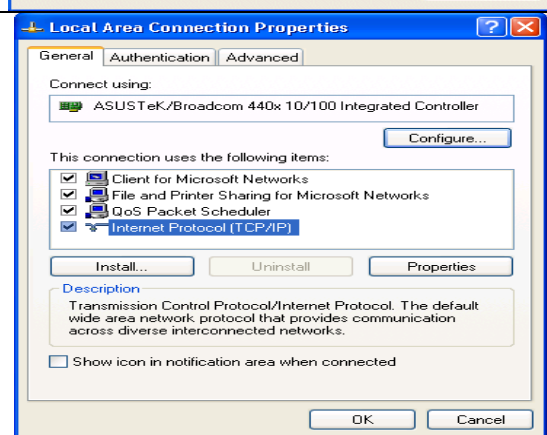 Local Area Connection Properties
General Authentication Advanced
Connect using:
ASUSTeK/Broadcom 440x 10/100 Integrated Controller
Configure...
This connection uses the following items:
Client for Microsoft Networks
File and Printer Sharing for Microsoft Networks
QoS Packet Scheduler
Internet Protocol (TCP/IP)
Install... Uninstall Properties
Description
Transmission Control Protocol/Internet Protocol. The default
wide area network protocol that provides communication
across diverse interconnected networks.
Show icon in notification area when connected
OK Cancel